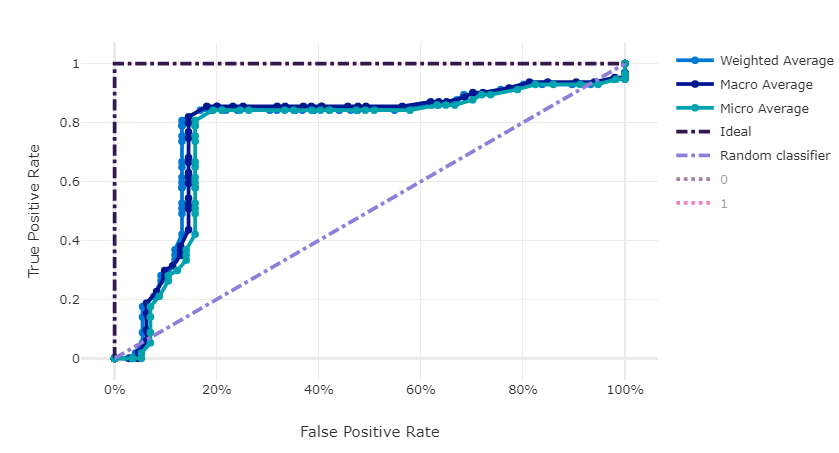 1
0.8
0.6
0.4
0.2
0
0%
20%
40%
60%
80%
100%
True Positive Rate
False Positive Rate
Weighted Average
Macro Average
Micro Average
Ideal
Random classifier
0
1